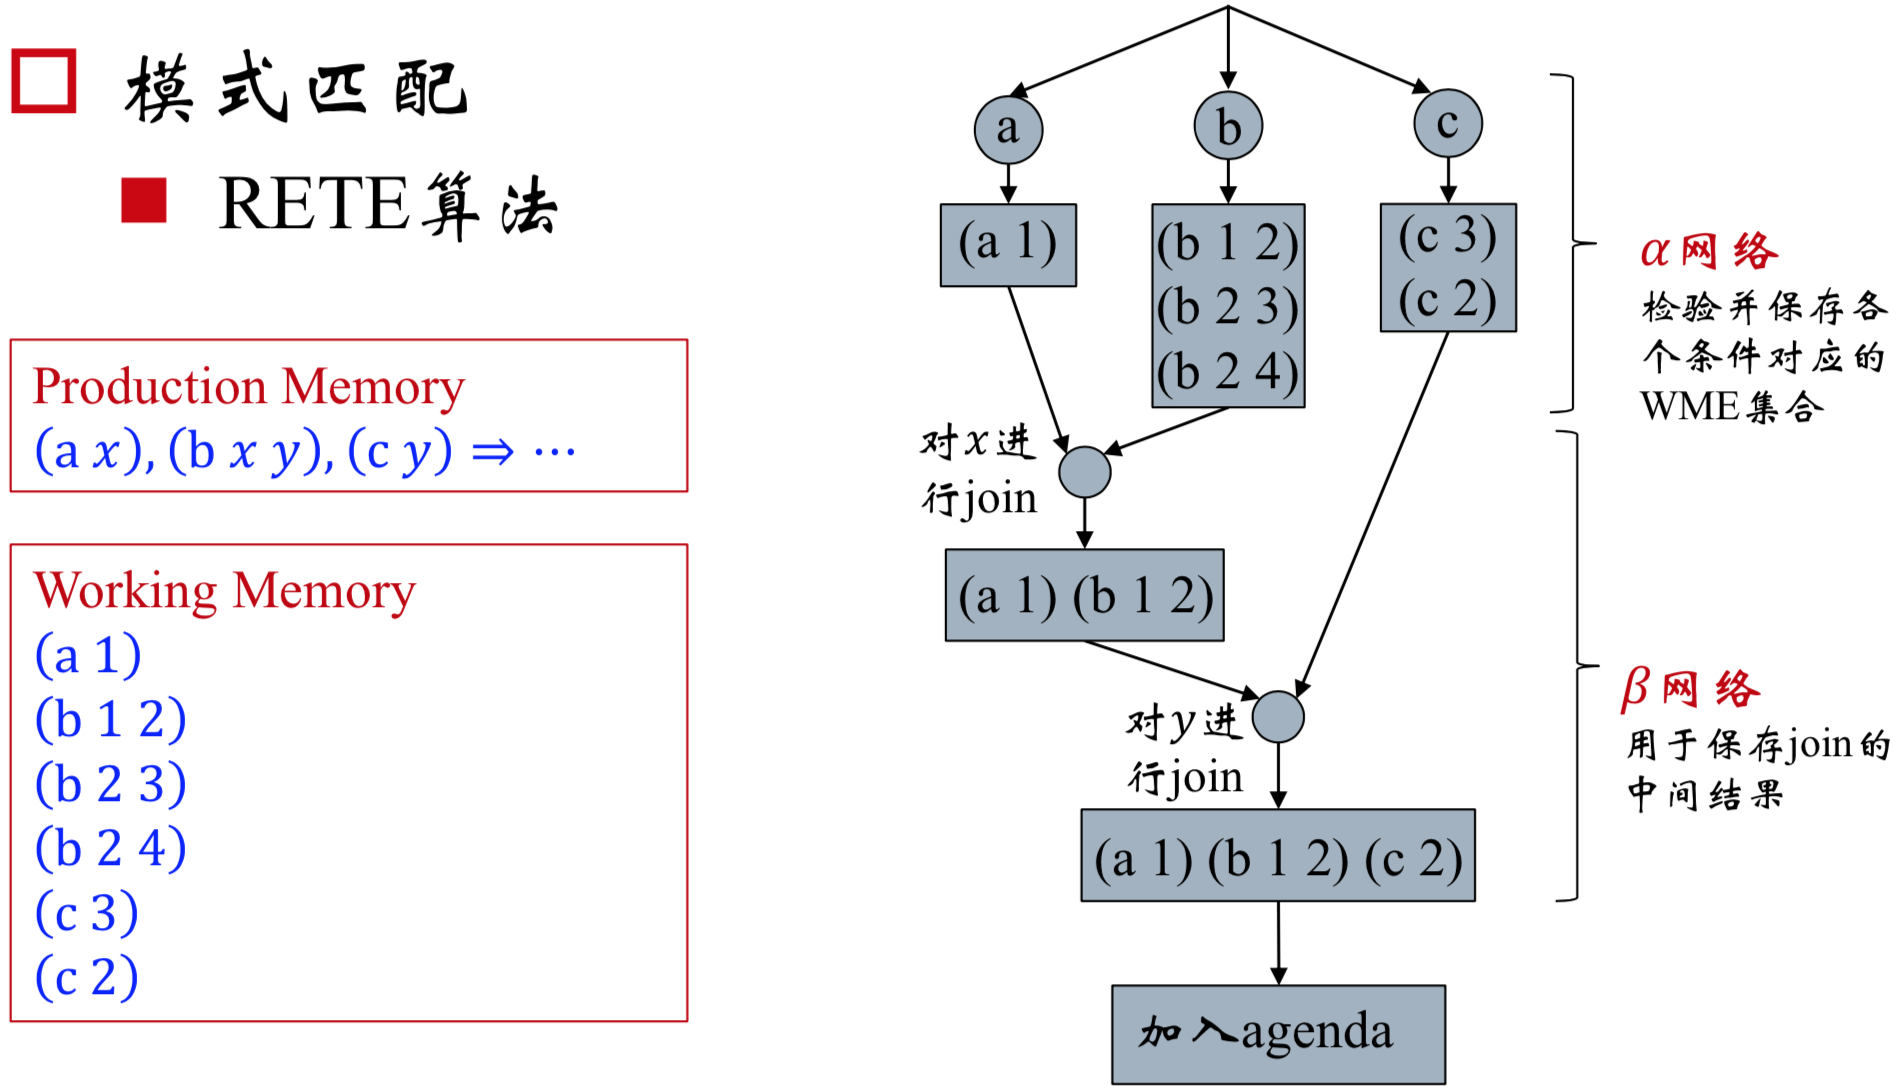 模式匹配
RETE算法
Production Memory
(a x), (b x y), (c y) ⇒ ⋯
Working Memory
(a 1)
(b 1 2)
(b 2 3)
(b 2 4)
(c 3)
(c 2)
a
b
c
(a 1)
(b 1 2)
(b 2 3)
(b 2 4)
(c 3)
(c 2)
对x进
行join
(a 1) (b 1 2)
对y进
行join
(a 1) (b 1 2) (c 2)
加入agenda
α网络
检验并保存各
个条件对应的
WME集合
β网络
用于保存join的
中间结果